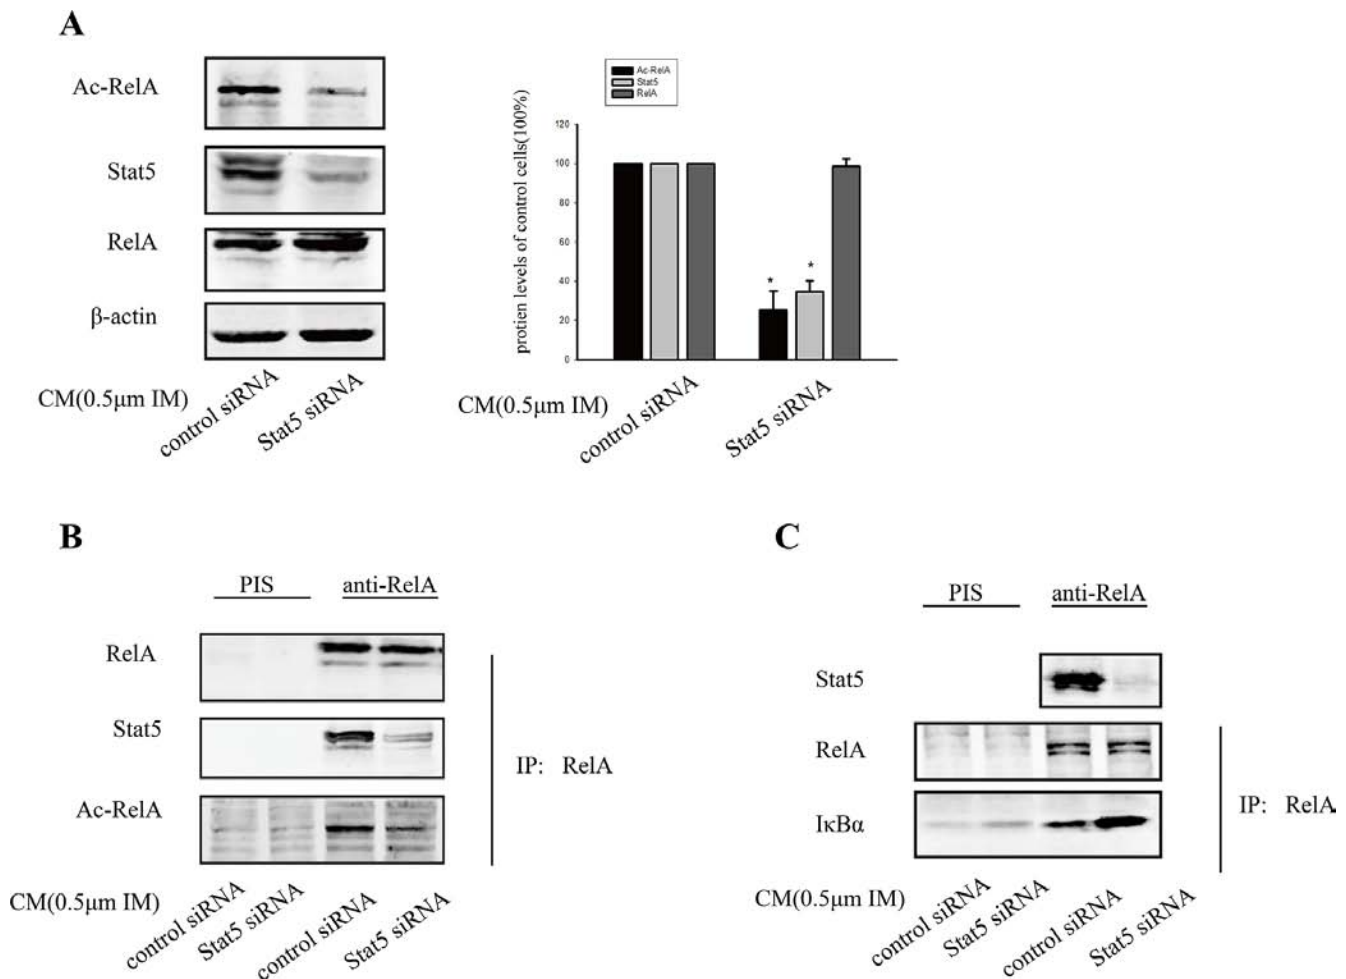 A
Ac-RelA
Stat5
RelA
β-actin
CM(0.5μm IM)
control siRNA
Stat5 siRNA
Ac-RelA
Stat5
RelA
protien levels of control cells(100%)
120
100
80
60
40
20
0
*
*
CM(0.5μm IM)
control siRNA
Stat5 siRNA
B
PIS
anti-RelA
RelA
Stat5
Ac-RelA
IP: RelA
CM(0.5μm IM)
control siRNA
Stat5 siRNA
control siRNA
Stat5 siRNA
C
PIS
anti-RelA
Stat5
RelA
IκBα
IP: RelA
CM(0.5μm IM)
control siRNA
Stat5 siRNA
control siRNA
Stat5 siRNA